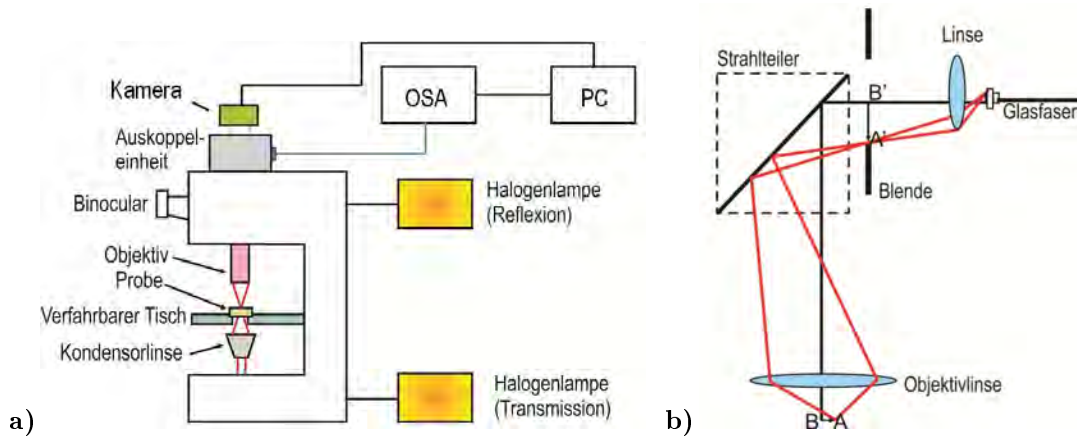 Kamera
OSA
PC
Auskoppel-
einheit
Binocular
Halogenlampe
(Reflexion)
Objektiv
Probe
Verfahrbarer Tisch
Kondensorlinse
Halogenlampe
(Transmission)
a)
Linse
Strahlteiler
B'
Glasfaser
A'
Blende
Objektivlinse
B
A
b)